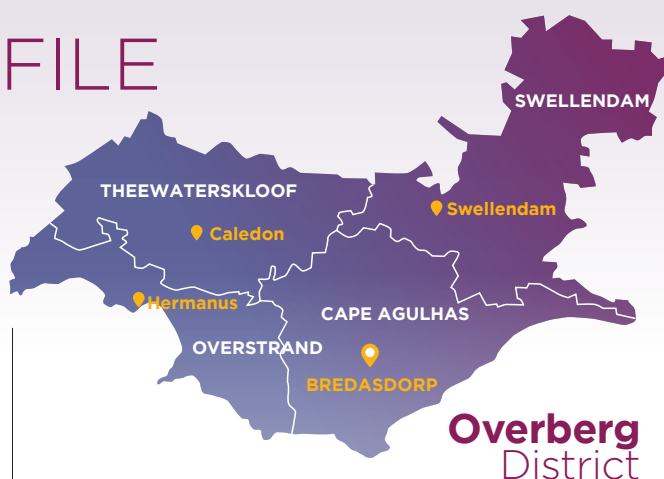 FILE
SWELLENDAM
THEEWATERSKLOOF
Swellendam
Caledon
Hermanus
CAPE AGULHAS
OVERSTRAND
BREDASDORP
Overberg
District